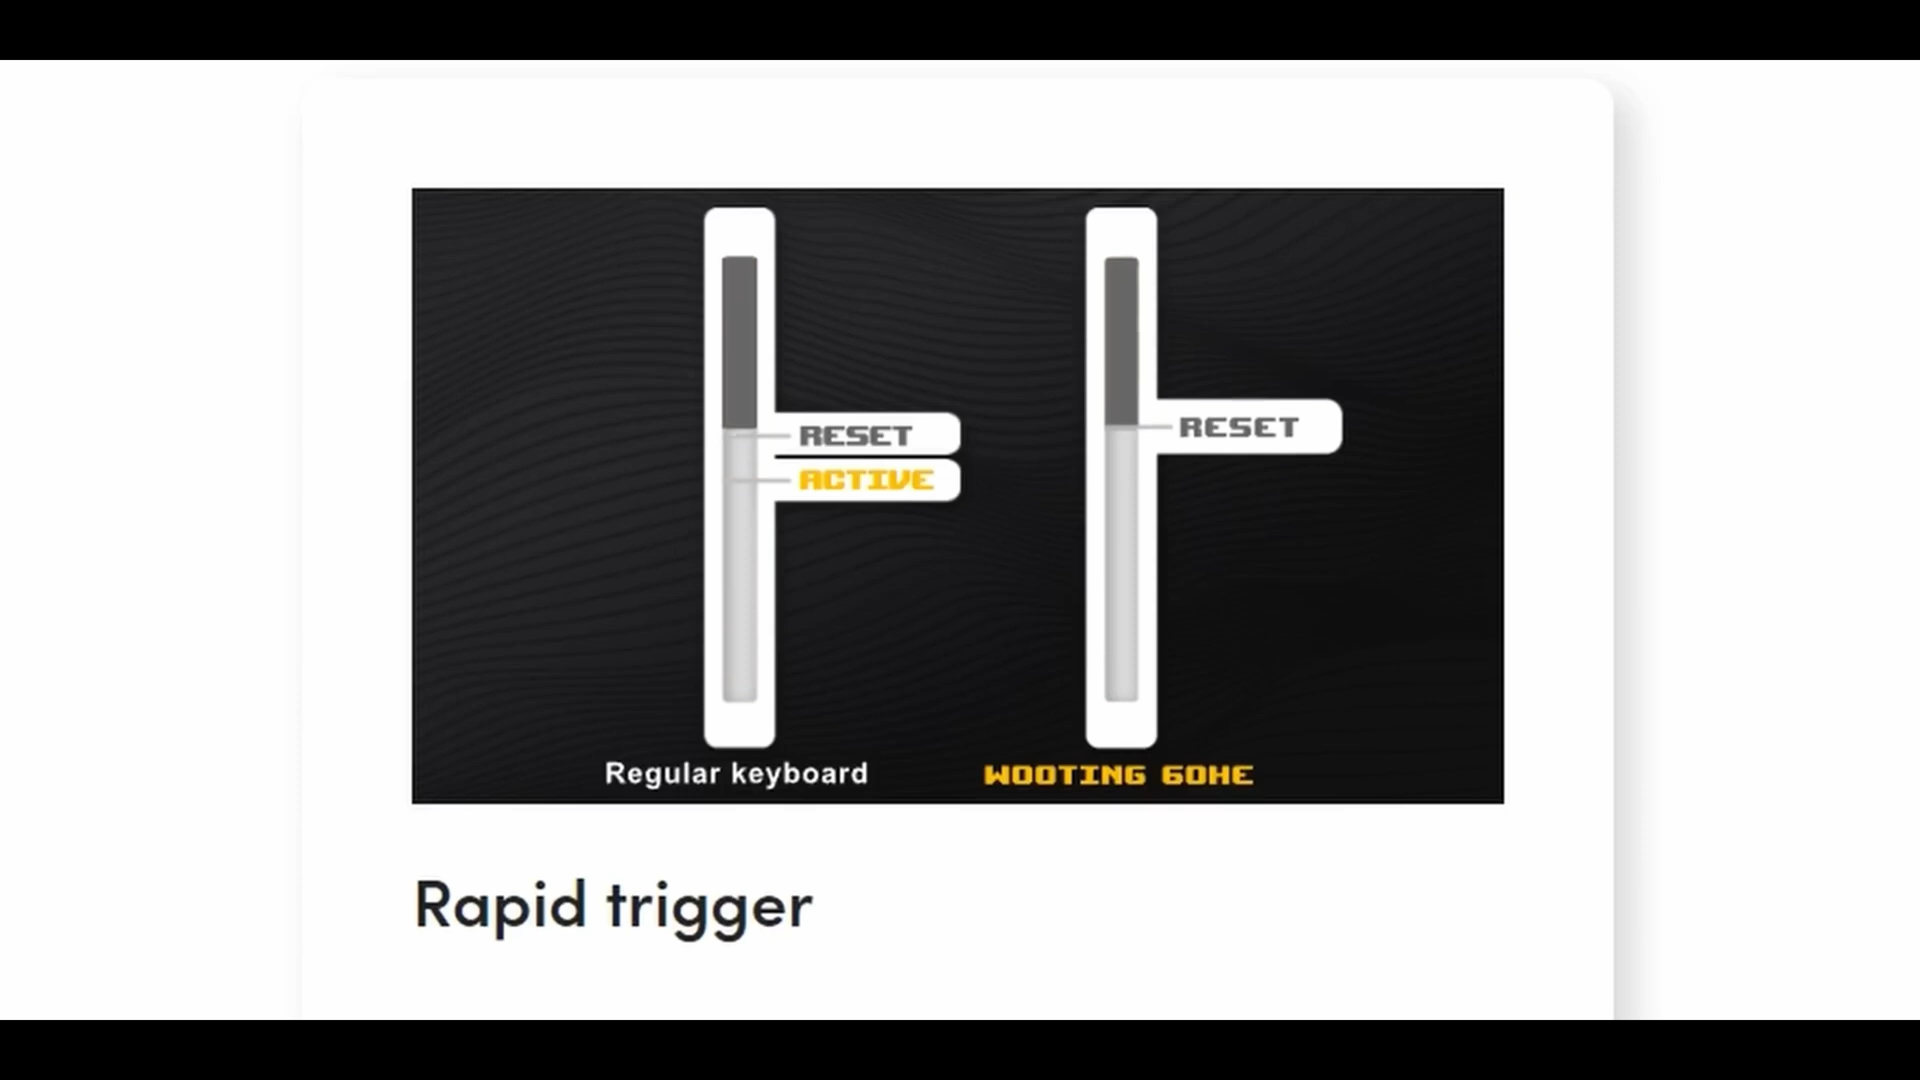 RESET
ACTIVE
RESET
Regular keyboard
WOOTING 60HE
Rapid trigger